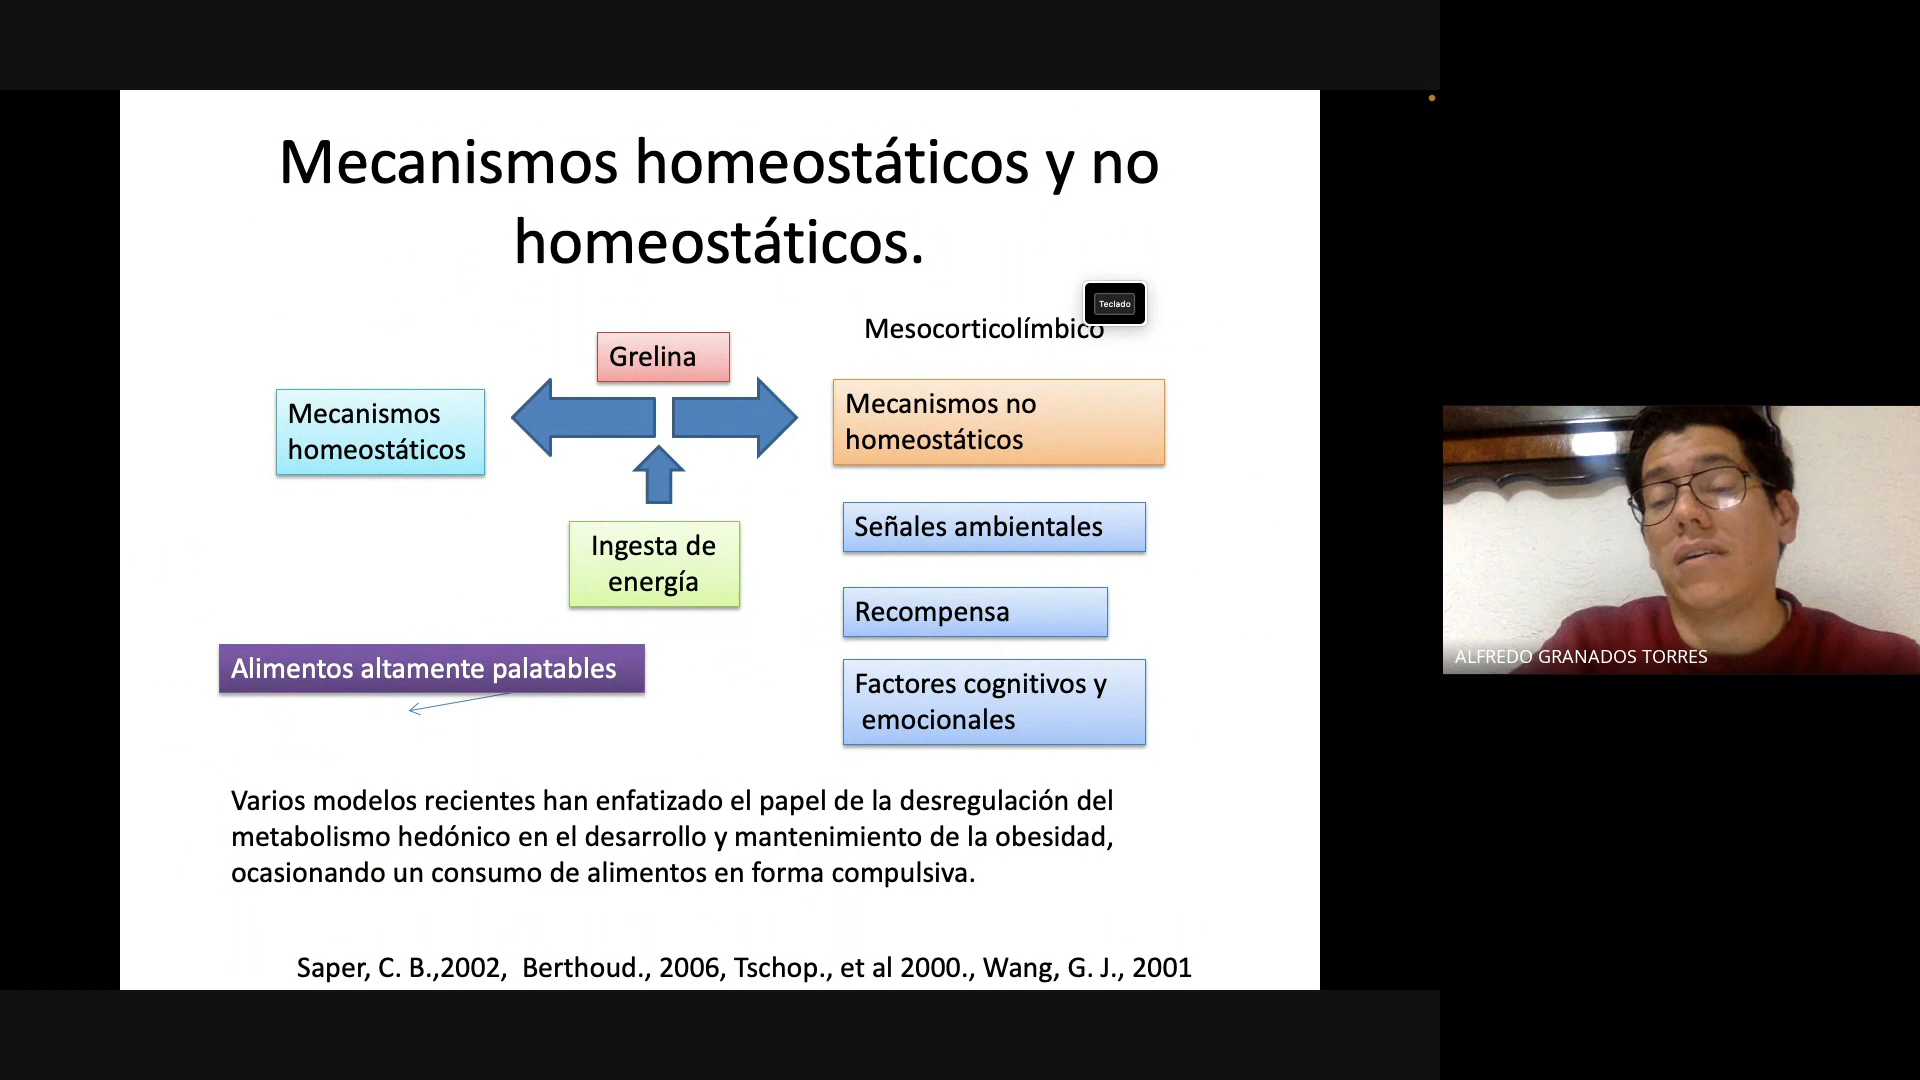 Mecanismos homeostáticos y no
homeostáticos.
Teclado
Mesocorticolímbico
Grelina
Mecanismos
homeostáticos
Mecanismos no
homeostáticos
Señales ambientales
Ingesta de
energía
Recompensa
Alimentos altamente palatables
Factores cognitivos y
emocionales
Varios modelos recientes han enfatizado el papel de la desregulación del
metabolismo hedónico en el desarrollo y mantenimiento de la obesidad,
ocasionando un consumo de alimentos en forma compulsiva.
Saper, C. B.,2002, Berthoud., 2006, Tschop., et al 2000., Wang, G. J., 2001
ALFREDO GRANADOS TORRES